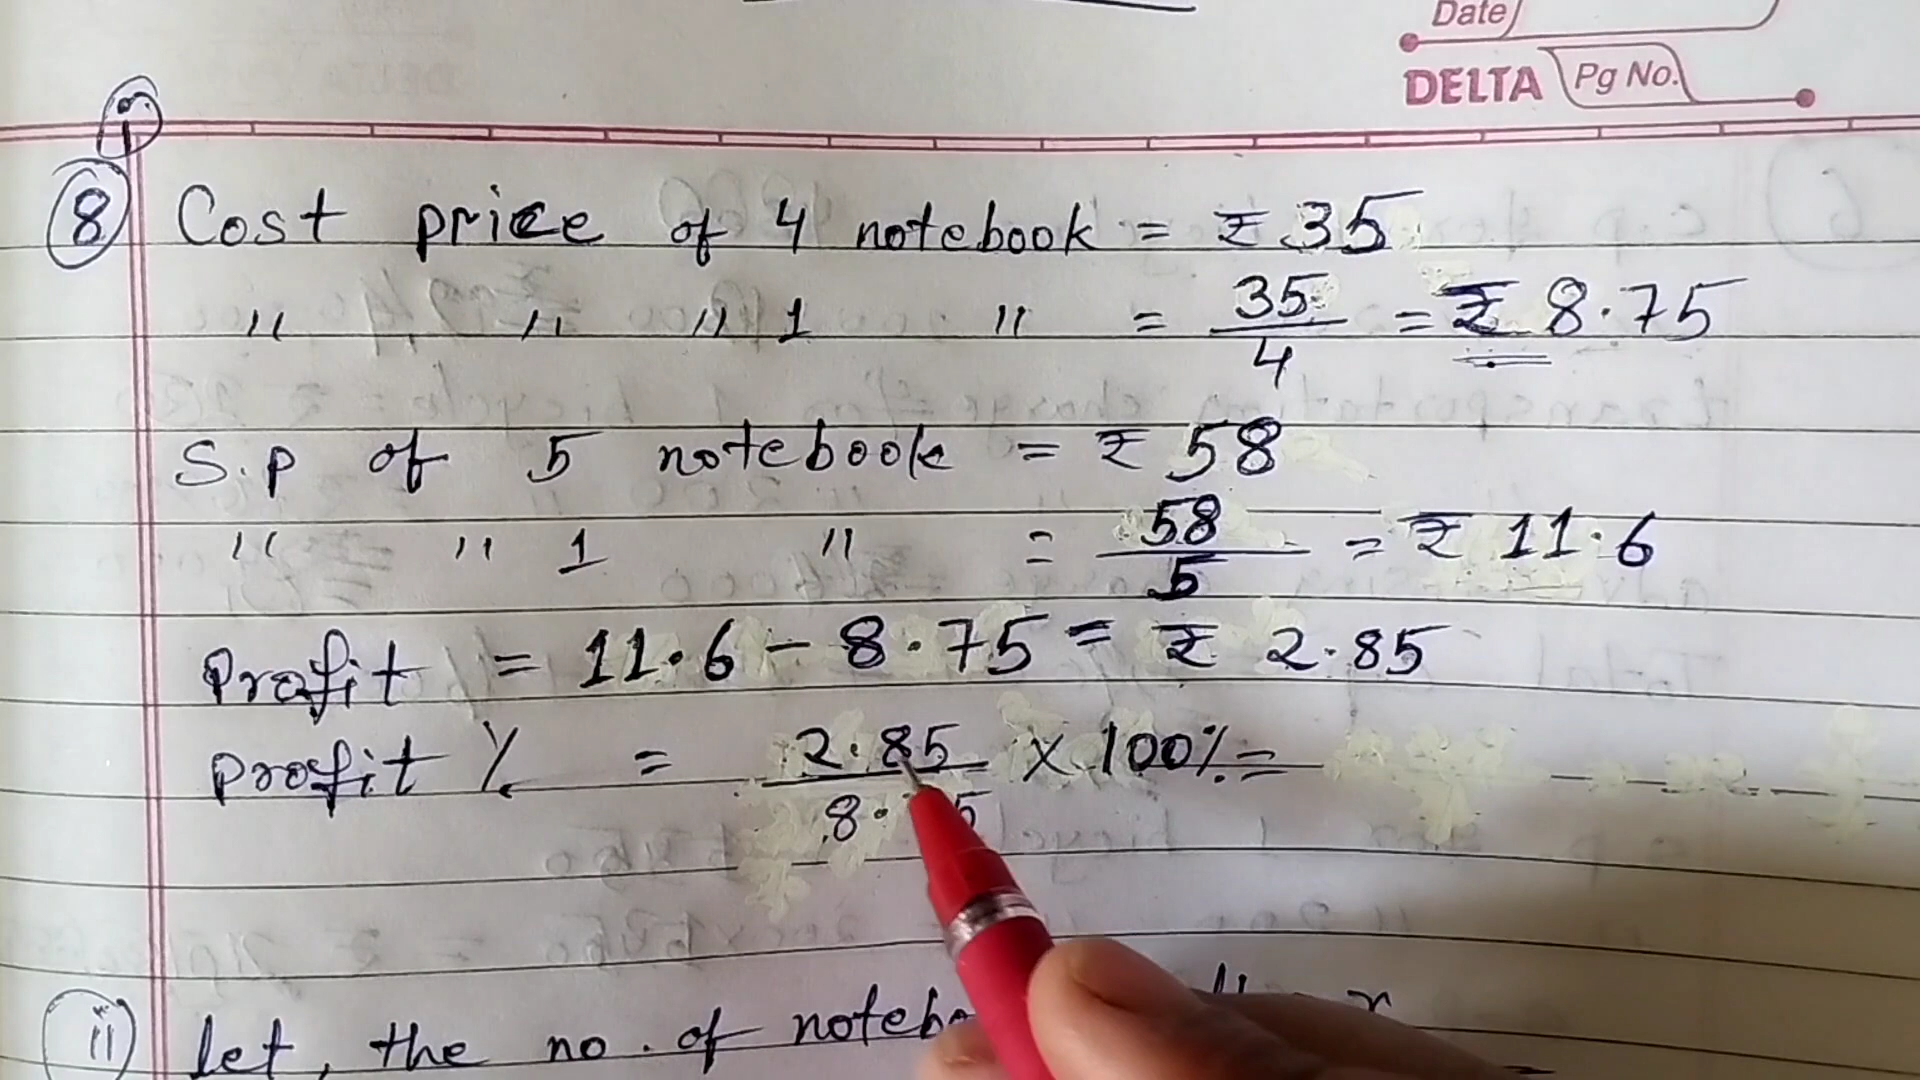 Date
DELTA Pg No.
i
8 Cost price of 4 notebook = ₹ 35
" " " 1 " = 35/4 = ₹ 8.75
S.p of 5 notebook = ₹ 58
" " 1 " = 58/5 = ₹ 11.6
Profit = 11.6 - 8.75 = ₹ 2.85
Profit % = 2.85/8. 5 × 100% =
ii let, the no. of